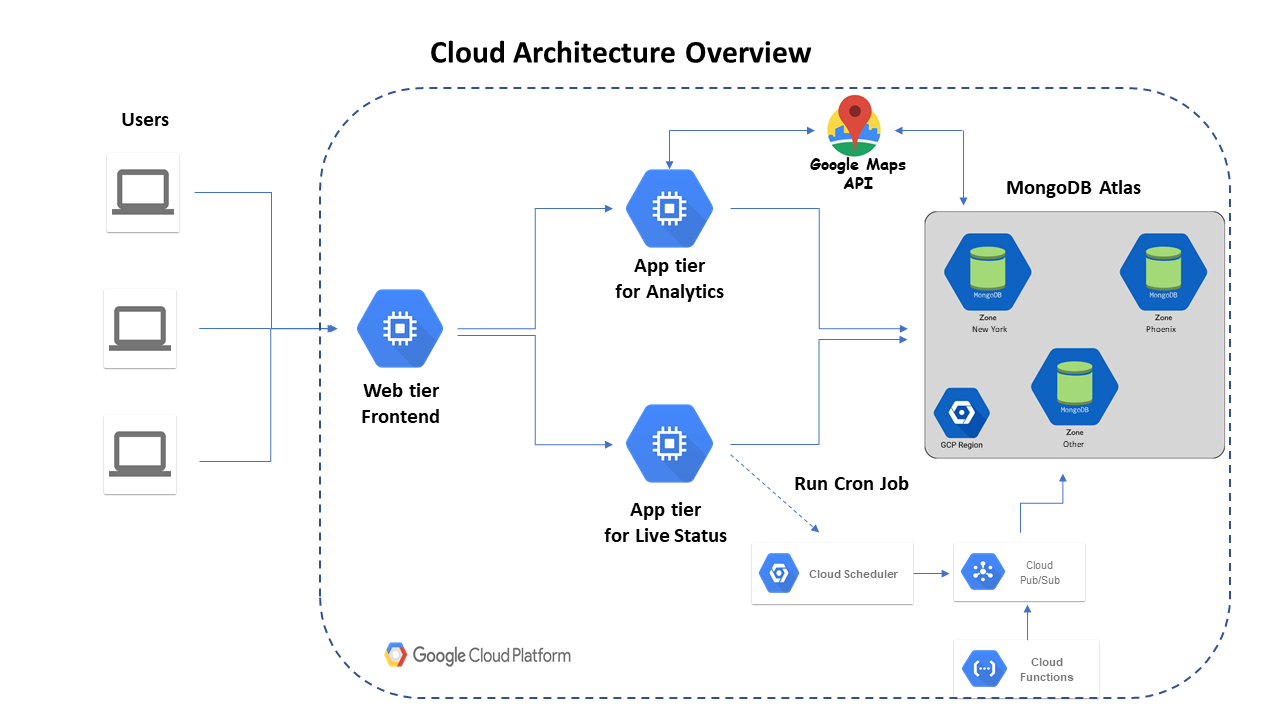 Cloud Architecture Overview
Users
Google Maps
API
MongoDB Atlas
App tier
for Analytics
MongoDB
Zone
New York
MongoDB
Zone
Phoenix
Web tier
Frontend
MongoDB
Zone
Other
GCP Region
App tier
for Live Status
Run Cron Job
Cloud Scheduler
Cloud
Pub/Sub
Cloud
Functions
Google Cloud Platform